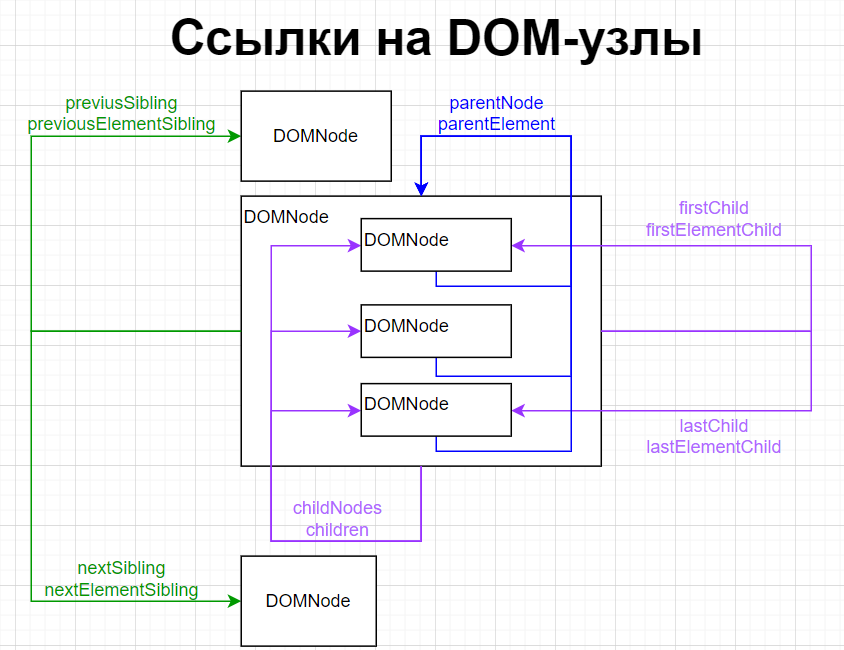 Ссылки на DOM-узлы
previusSibling
previousElementSibling
DOMNode
parentNode
parentElement
DOMNode
DOMNode
firstChild
firstElementChild
DOMNode
DOMNode
lastChild
lastElementChild
childNodes
children
nextSibling
nextElementSibling
DOMNode